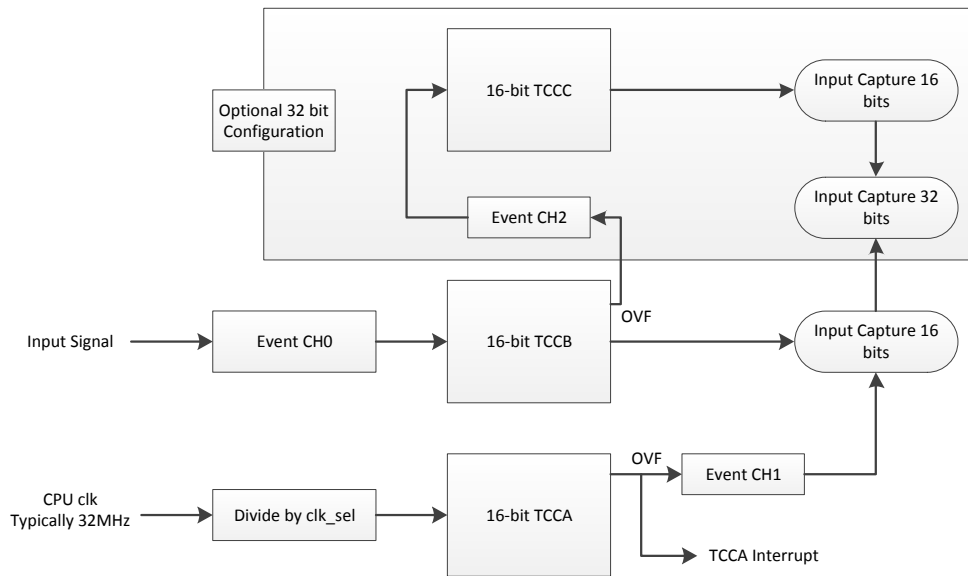 16-bit TCCC
Input Capture 16
bits
Optional 32 bit
Configuration
Input Capture 32
bits
Event CH2
OVF
Input Signal
Event CH0
16-bit TCCB
Input Capture 16
bits
OVF
CPU clk
Typically 32MHz
Divide by clk_sel
16-bit TCCA
Event CH1
TCCA Interrupt